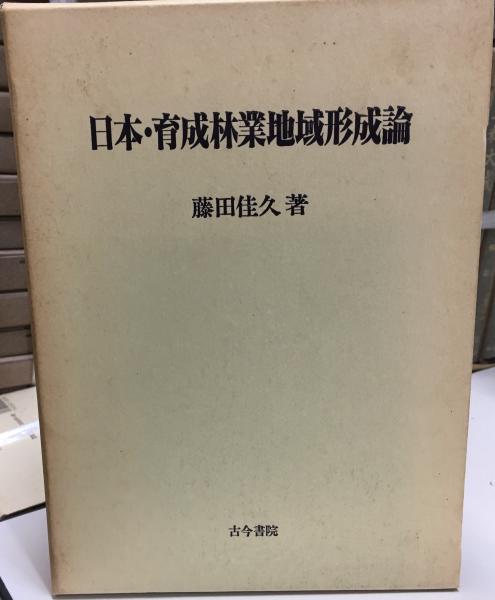 日本・育成林業地域形成論
藤田佳久著
古今書院